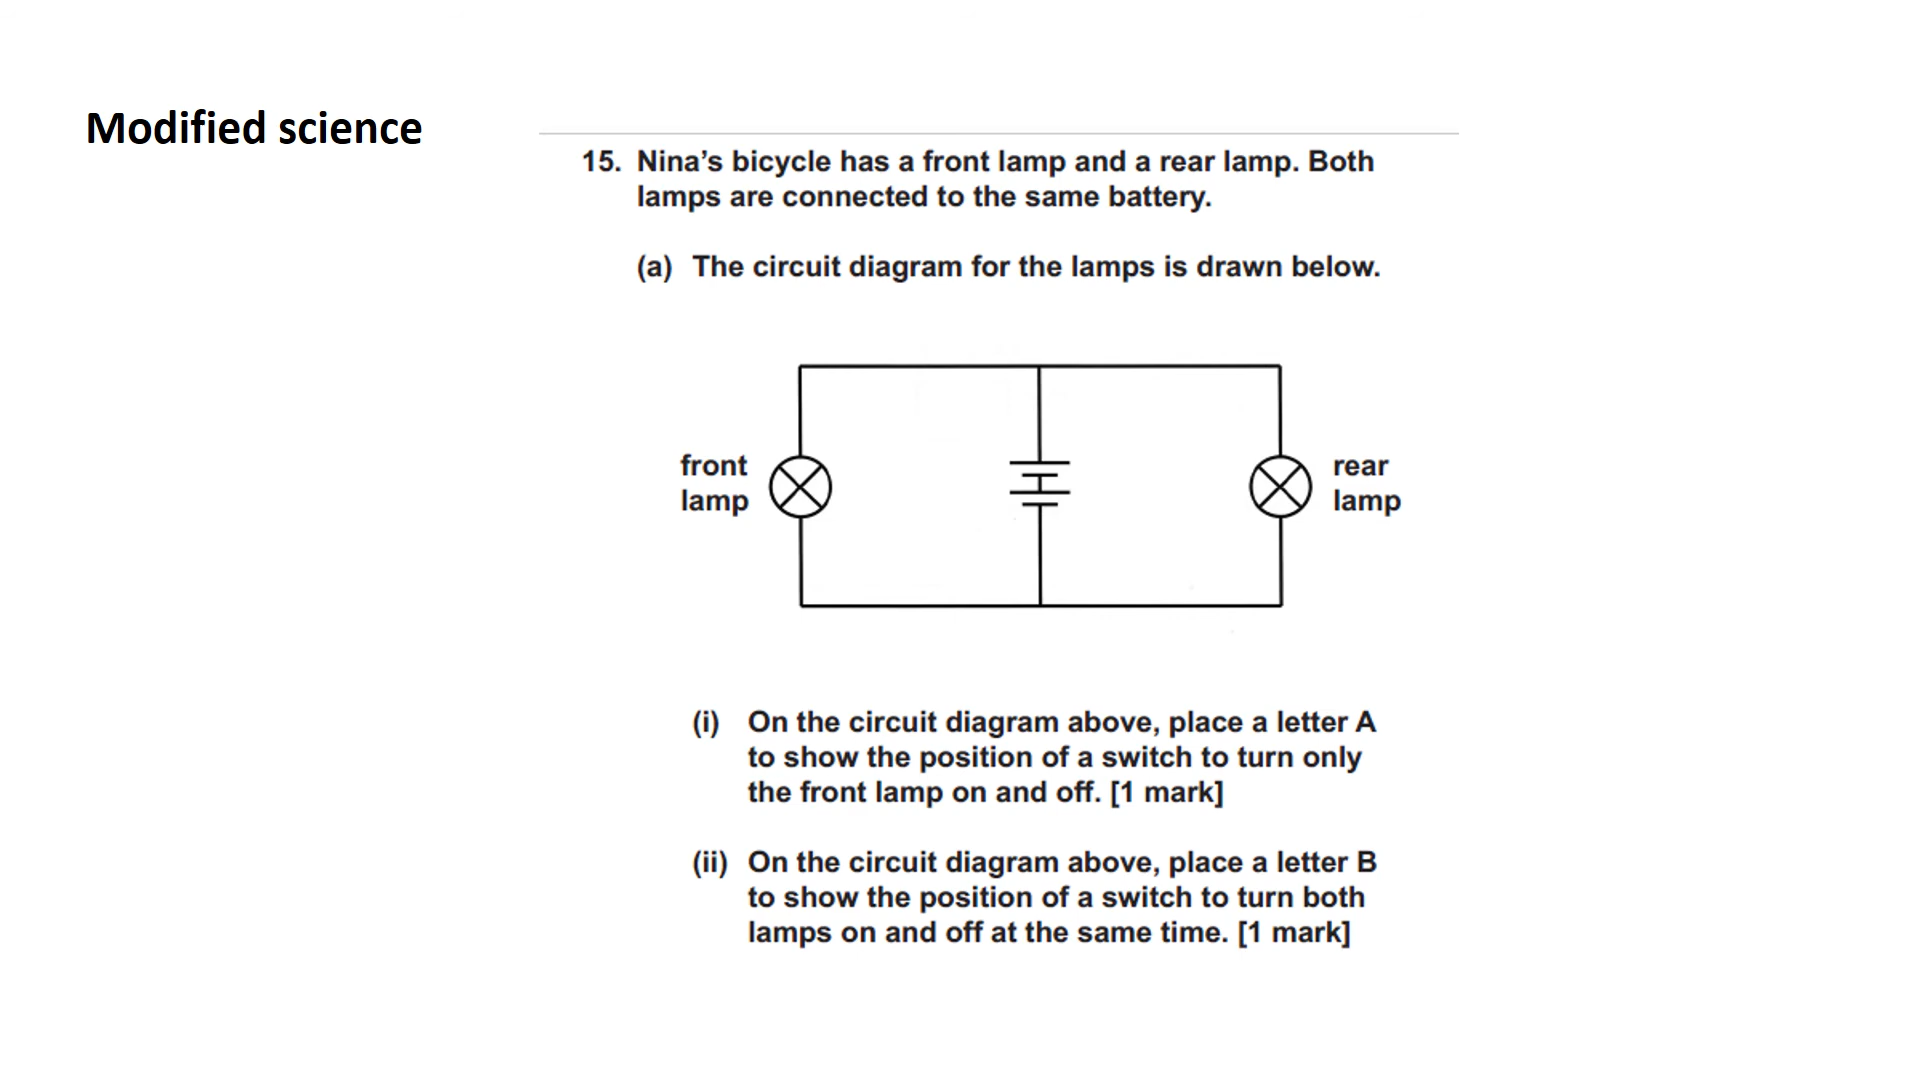 Modified science
15. Nina’s bicycle has a front lamp and a rear lamp. Both
lamps are connected to the same battery.
(a) The circuit diagram for the lamps is drawn below.
front
lamp
rear
lamp
(i) On the circuit diagram above, place a letter A
to show the position of a switch to turn only
the front lamp on and off. [1 mark]
(ii) On the circuit diagram above, place a letter B
to show the position of a switch to turn both
lamps on and off at the same time. [1 mark]